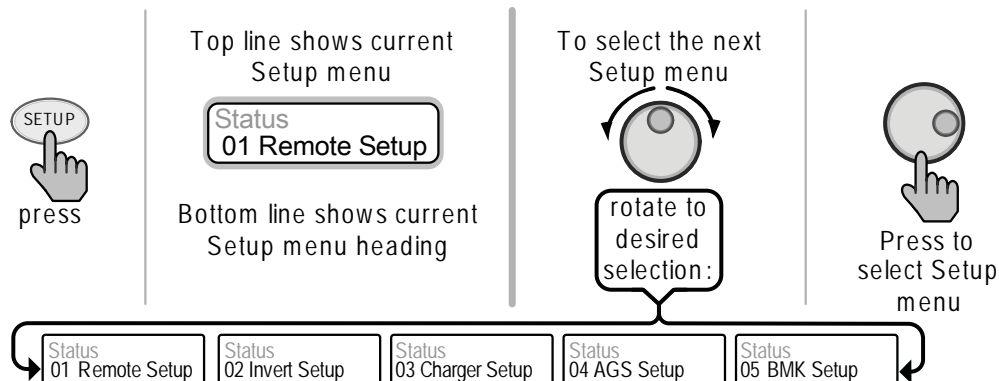 SETUP
press
Top line shows current
Setup menu
Status
01 Remote Setup
Bottom line shows current
Setup menu heading
To select the next
Setup menu
rotate to
desired
selection:
Press to
select Setup
menu
Status
01 Remote Setup
Status
02 Invert Setup
Status
03 Charger Setup
Status
04 AGS Setup
Status
05 BMK Setup